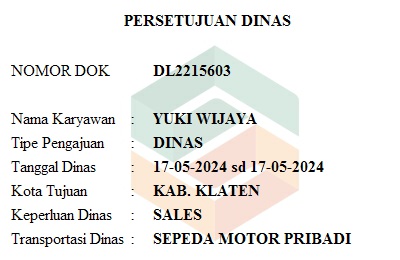 PERSETUJUAN DINAS
NOMOR DOK DL2215603
Nama Karyawan : YUKI WIJAYA
Tipe Pengajuan : DINAS
Tanggal Dinas : 17-05-2024 sd 17-05-2024
Kota Tujuan : KAB. KLATEN
Keperluan Dinas : SALES
Transportasi Dinas : SEPEDA MOTOR PRIBADI